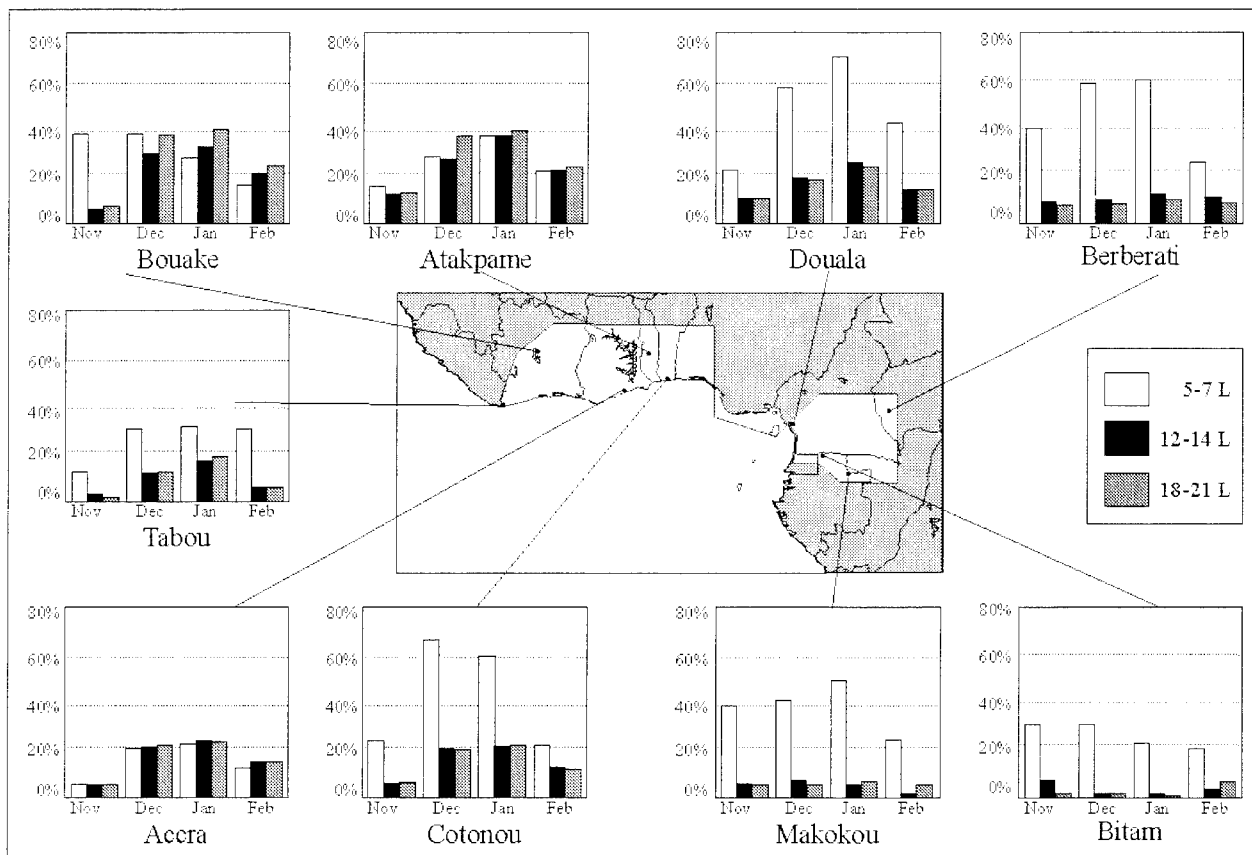 80%
60%
40%
20%
0%
Nov Dec Jan Feb
Bouake
80%
60%
40%
20%
0%
Nov Dec Jan Feb
Atakpame
80%
60%
40%
20%
0%
Nov Dec Jan Feb
Douala
80%
60%
40%
20%
0%
Nov Dec Jan Feb
Berberati
80%
60%
40%
20%
0%
Nov Dec Jan Feb
Tabou
5-7 L
12-14 L
18-21 L
80%
60%
40%
20%
0%
Nov Dec Jan Feb
Accra
80%
60%
40%
20%
0%
Nov Dec Jan Feb
Cotonou
80%
60%
40%
20%
0%
Nov Dec Jan Feb
Makokou
80%
60%
40%
20%
0%
Nov Dec Jan Feb
Bitam